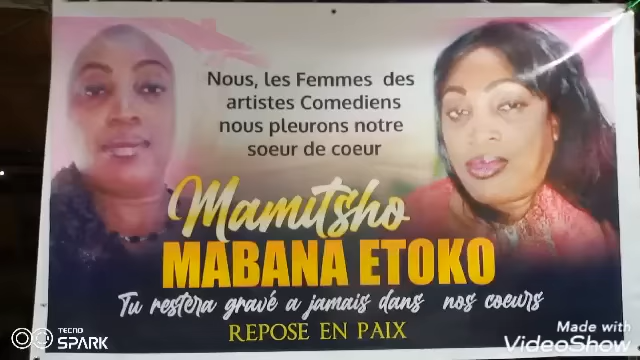 Nous, les Femmes des
artistes Comediens
nous pleurons notre
soeur de coeur
Mamitsho
MABANA ETOKO
Tu restera gravé a jamais dans nos coeurs
REPOSE EN PAIX
TECNO
SPARK
Made with
VideoShow